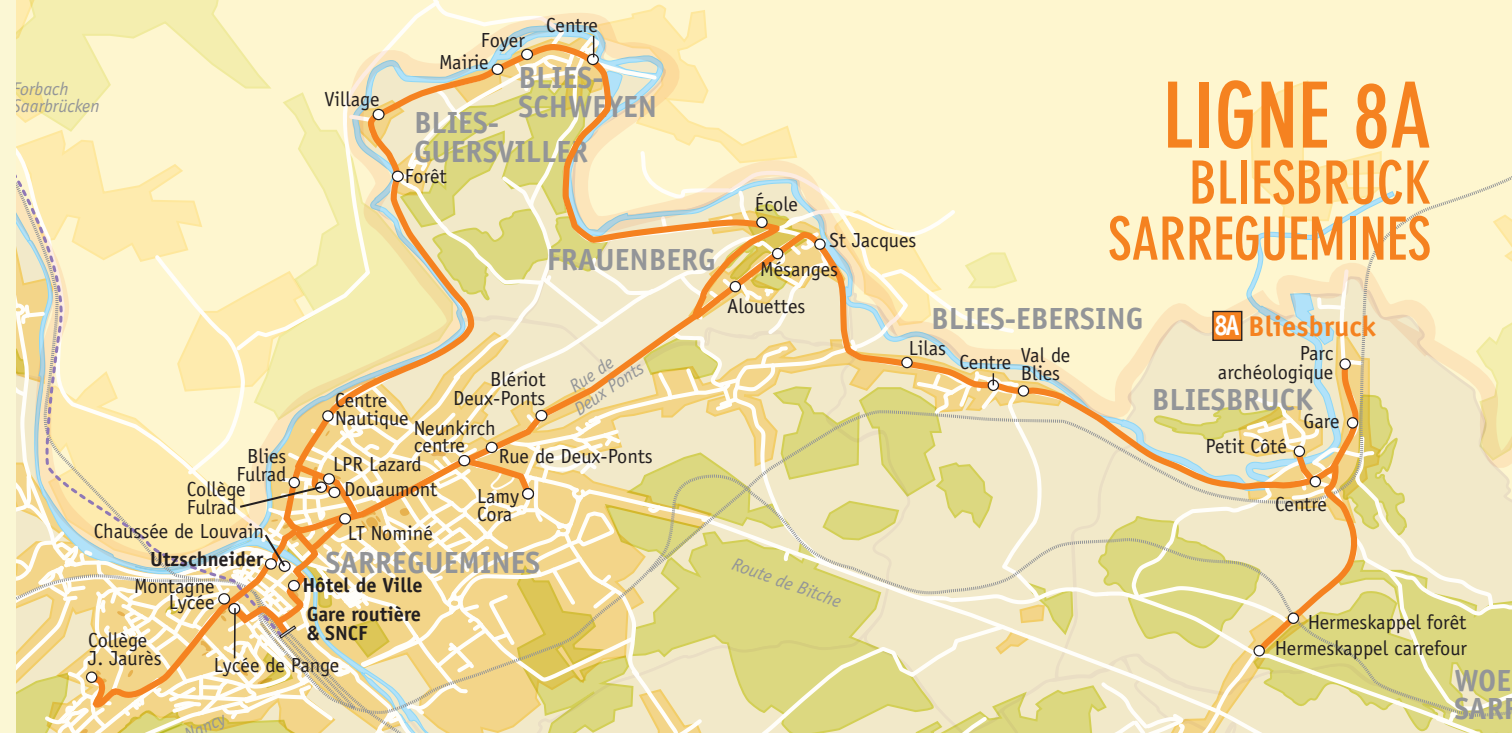 LIGNE 8A
BLIESBRUCK
SARREGUEMINES
Forbach
Saarbrücken
Centre
Foyer
Mairie
BLIES-
SCHWEYEN
Village
BLIES-
GUERSVILLER
Forêt
École
St Jacques
FRAUENBERG
Mésanges
Alouettes
BLIES-EBERSING
8A Bliesbruck
Lilas
Centre
Val de
Blies
Parc
archéologique
BLIESBRUCK
Gare
Petit Côté
Centre
Rue de
Deux Ponts
Blériot
Deux-Ponts
Centre
Nautique
Neunkirch
centre
Rue de Deux-Ponts
Blies
Fulrad
LPR Lazard
Collège
Fulrad
Douaumont
Lamy
Cora
Chaussée de Louvain
LT Nominé
Utzschneider
SARREGUEMINES
Montagne
Lycée
Hôtel de Ville
Gare routière
& SNCF
Route de Bitche
Collège
J. Jaurès
Lycée de Pange
Hermeskappel forêt
Hermeskappel carrefour
Nancy